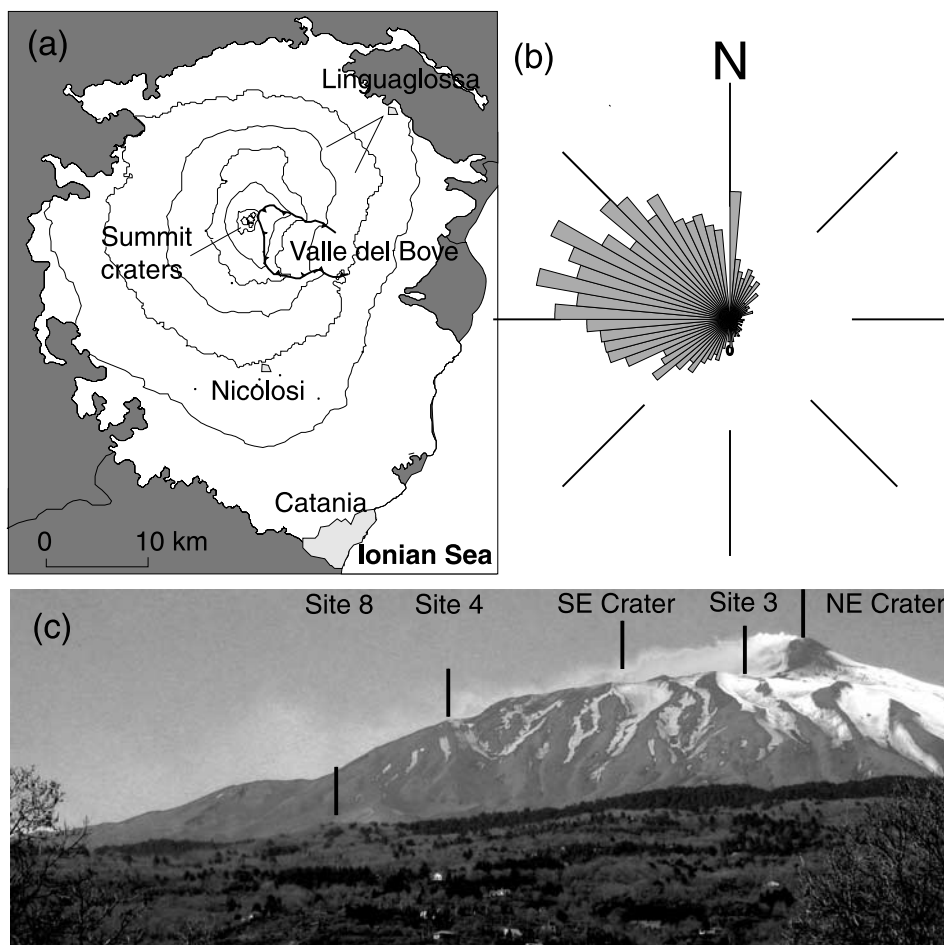 (a)
Linguaglossa
Summit
craters
Valle del Bove
Nicolosi
Catania
0 10 km
Ionian Sea
(b)
N
0
(c)
Site 8 Site 4 SE Crater Site 3 NE Crater